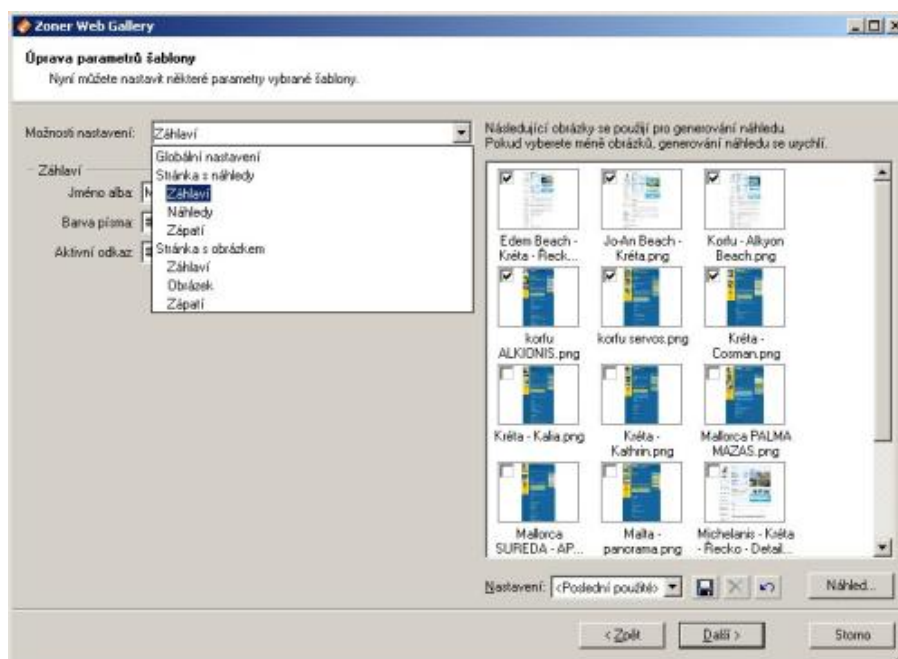 Zoner Web Gallery
Úprava parametrů šablony
Nyní můžete nastavit některé parametry vybrané šablony.
Možnosti nastavení:
Záhlaví
Globální nastavení
Stránka s náhledy
Záhlaví
Náhledy
Zápatí
Stránka s obrázkem
Záhlaví
Obrázek
Zápatí
Záhlaví
Jméno alba:
Barva písma: #
Aktivní odkaz: #
Následující obrázky se použijí pro generování náhledu.
Pokud vyberete méně obrázků, generování náhledu se urychlí.
Edem Beach -
Kréta - Řeck...
Jo-An Beach -
Kréta.png
Korfu - Alkyon
Beach.png
korfu
ALKIONIS.png
korfu servos.png
Kréta -
Cosman.png
Kréta - Kalia.png
Kréta -
Kathrin.png
Mallorca PALMA
MAZAS.png
Mallorca
SUREDA - AP...
Malta -
panorama.png
Michelanis - Kréta
- Řecko - Detail...
Nastavení: <Poslední použité>
Náhled...
< Zpět
Další >
Storno